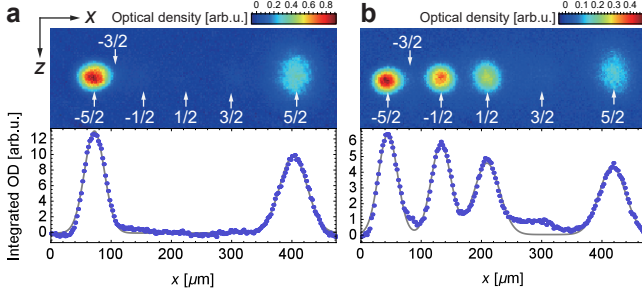 a
x
z
Optical density [arb.u.]
0 0.2 0.4 0.6 0.8
-3/2
-5/2 -1/2 1/2 3/2 5/2
Integrated OD [arb.u.]
12
10
8
6
4
2
0
0 100 200 300 400
x [µm]
b
Optical density [arb.u.]
0 0.1 0.2 0.3 0.4
-3/2
-5/2 -1/2 1/2 3/2 5/2
6
5
4
3
2
1
0
0 100 200 300 400
x [µm]